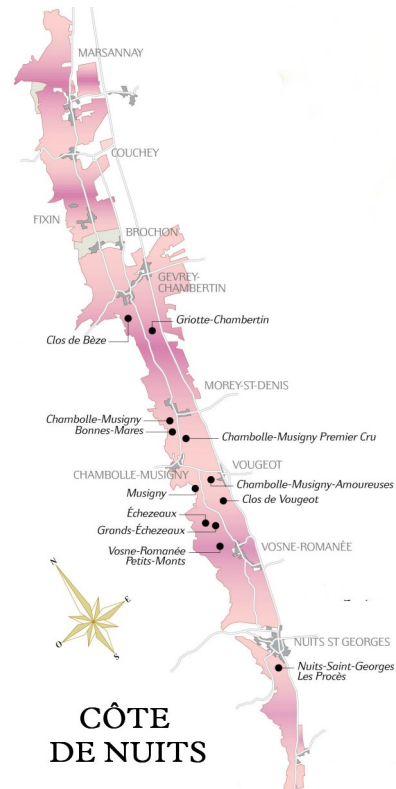 MARSANNAY
COUCHEY
FIXIN
BROCHON
GEVREY-
CHAMBERTIN
Griotte-Chambertin
Clos de Bèze
MOREY-ST-DENIS
Chambolle-Musigny
Bonnes-Mares
Chambolle-Musigny Premier Cru
CHAMBOLLE-MUSIGNY
VOUGEOT
Chambolle-Musigny-Amoureuses
Musigny
Clos de Vougeot
Échezeaux
Grands-Échezeaux
Vosne-Romanée
Petits-Monts
VOSNE-ROMANÉE
N
E
O
S
NUITS ST GEORGES
Nuits-Saint-Georges
Les Procès
CÔTE
DE NUITS